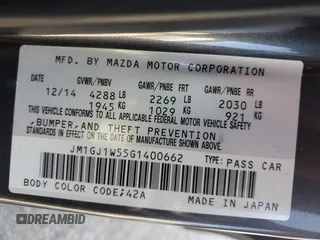 MFD. BY MAZDA MOTOR CORPORATION
GVWR/PNBV GAWR/PNBE FRT GAWR/PNBE RR
12/14 4288 LB 2269 LB 2030 LB
1945 KG 1029 KG 921 KG
THIS VEHICLE CONFORMS TO ALL APPLICABLE
FEDERAL MOTOR VEHICLE SAFETY
STANDARDS IN EFFECT ON THE DATE OF
BUMPER, AND THEFT PREVENTION
MANUFACTURE SHOWN ABOVE.
JM1GJ1W55G1400662 TYPE: PASS CAR
BODY COLOR CODE; 42A MADE IN JAPAN
DREAMBID